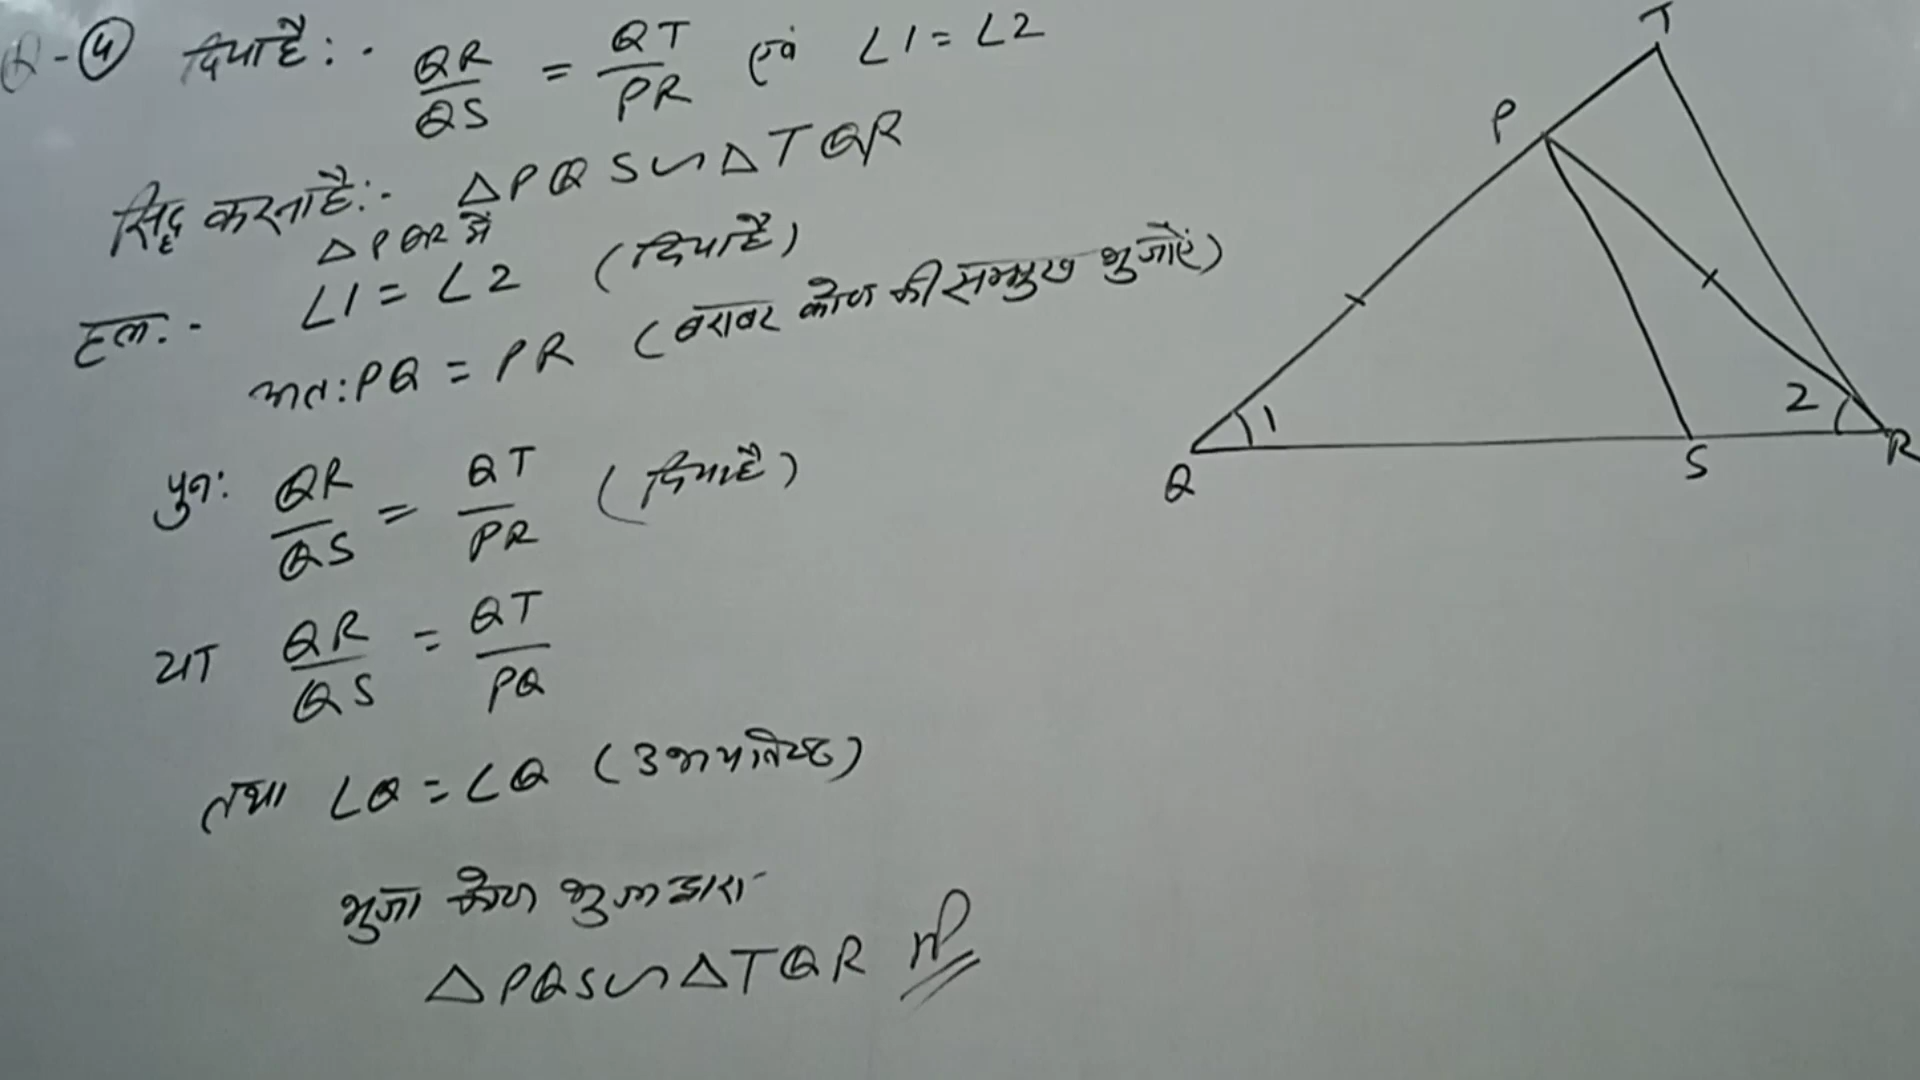 Q-④ दिया है:- QR/QS = QT/PR एवं ∠1=∠2
सिद्ध करना है:- △PQS ∼ △TQR
△PQR में
हल:- ∠1 = ∠2 (दिया है)
अत: PQ = PR (बराबर कोण की सम्मुख भुजाएं)
पुन: QR/QS = QT/PR (दिया है)
या QR/QS = QT/PQ
तथा ∠Q = ∠Q (उभयनिष्ठ)
भुजा कोण भुजा द्वारा
△PQS ∼ △TQR
T
P
1
2
Q
S
R